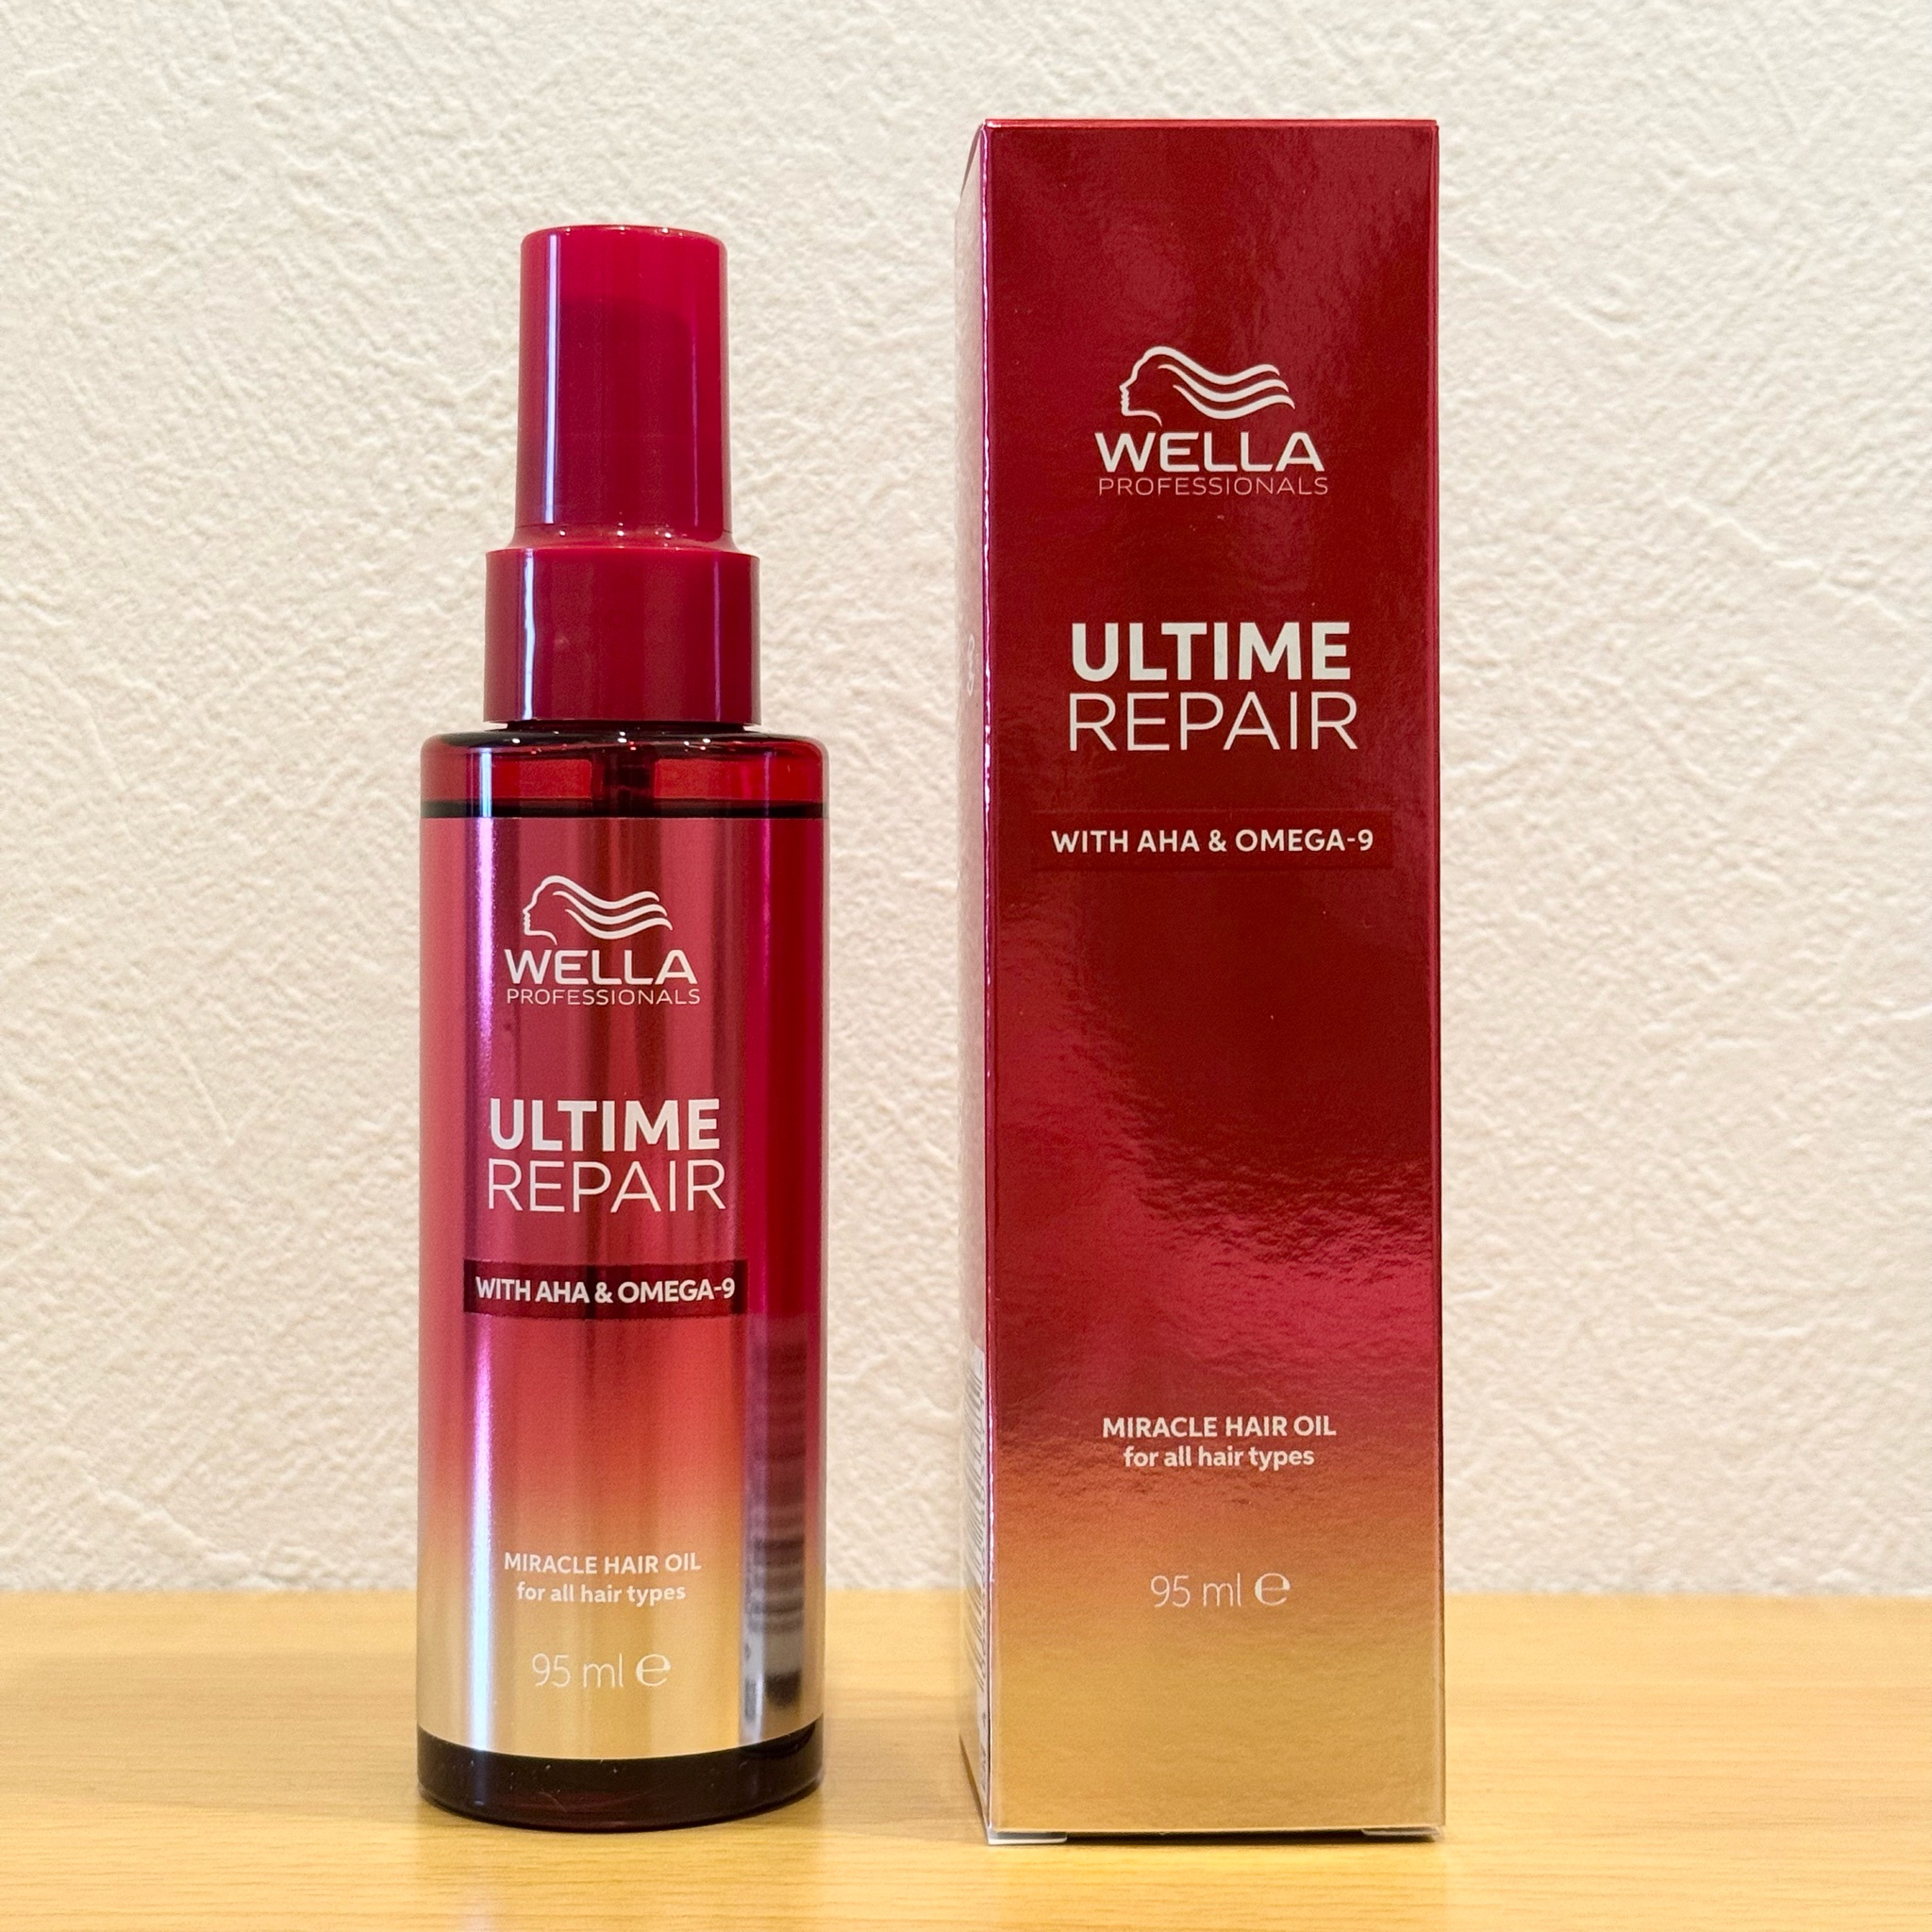 WELLA
PROFESSIONALS
ULTIME
REPAIR
WITH AHA & OMEGA-9
MIRACLE HAIR OIL
for all hair types
95 ml ℮
WELLA
PROFESSIONALS
ULTIME
REPAIR
WITH AHA & OMEGA-9
MIRACLE HAIR OIL
for all hair types
95 ml ℮